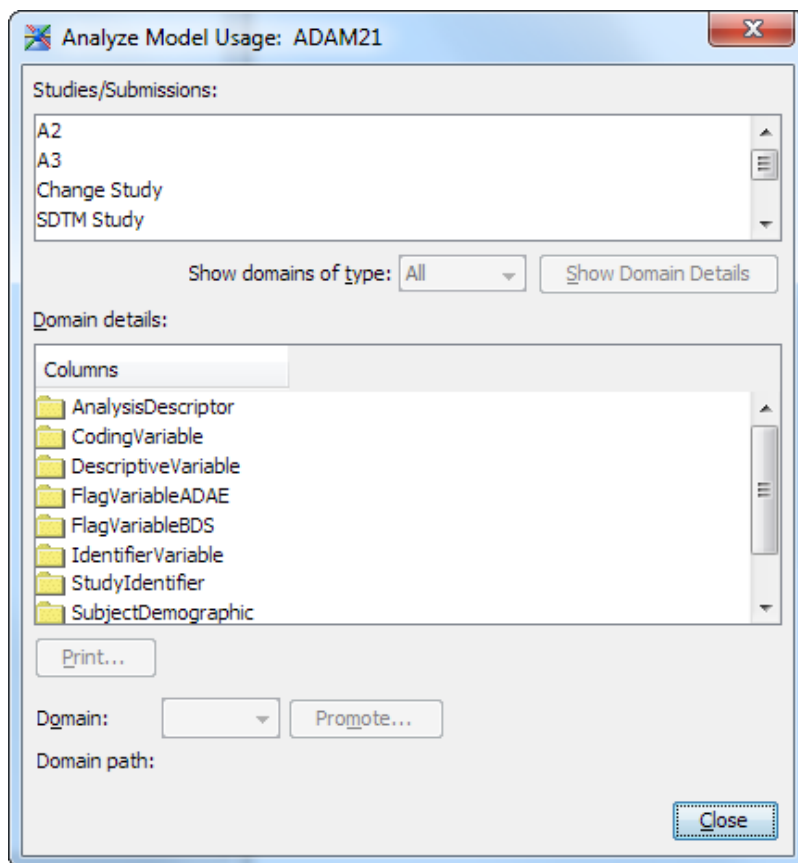 Analyze Model Usage: ADAM21
Studies/Submissions:
A2
A3
Change Study
SDTM Study
Show domains of type: All Show Domain Details
Domain details:
Columns
AnalysisDescriptor
CodingVariable
DescriptiveVariable
FlagVariableADAE
FlagVariableBDS
IdentifierVariable
StudyIdentifier
SubjectDemographic
Print...
Domain: Promote...
Domain path:
Close